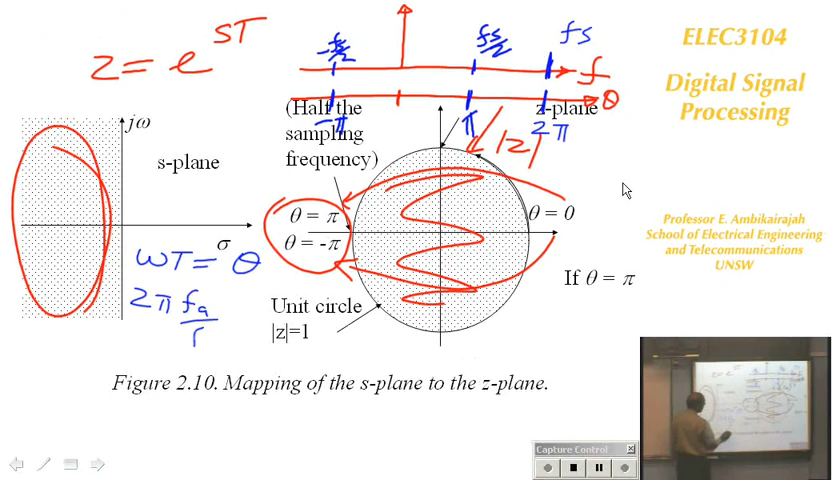 z = e^ST
-fs/2
fs/2
fs
f
θ
-π
π
2π
ELEC3104
Digital Signal
Processing
(Half the
sampling
frequency)
z-plane
|z|
jω
s-plane
σ
θ = π
θ = -π
θ = 0
ωT = θ
2π fa
If θ = π
Unit circle
|z|=1
Professor E. Ambikairajah
School of Electrical Engineering
and Telecommunications
UNSW
Figure 2.10. Mapping of the s-plane to the z-plane.
Capture Control